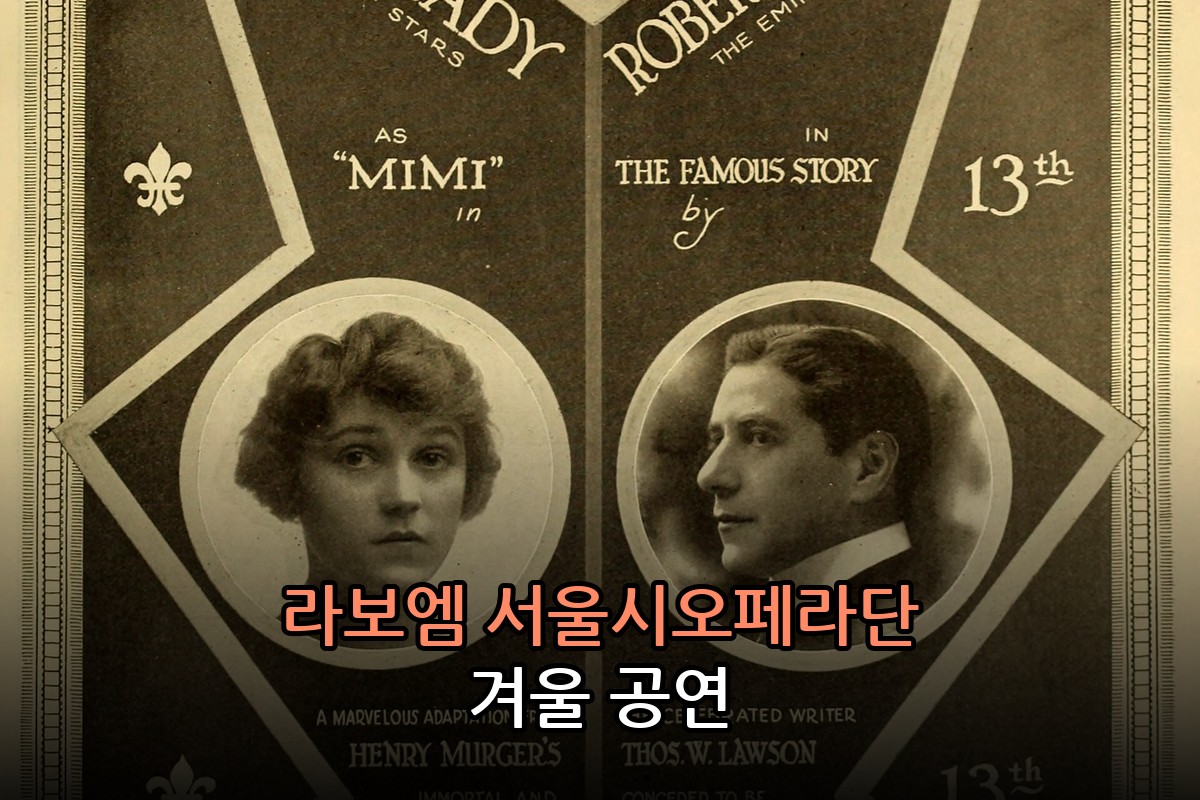 STARS
THE
AS
"MIMI"
in
IN
THE FAMOUS STORY
by
13th
라보엠 서울시오페라단
겨울 공연
A MARVELOUS ADAPTATION
WRITER
HENRY MURGER'S
THOS. W. LAWSON
13th
IMMORTAL AND
CONCEDED TO BE